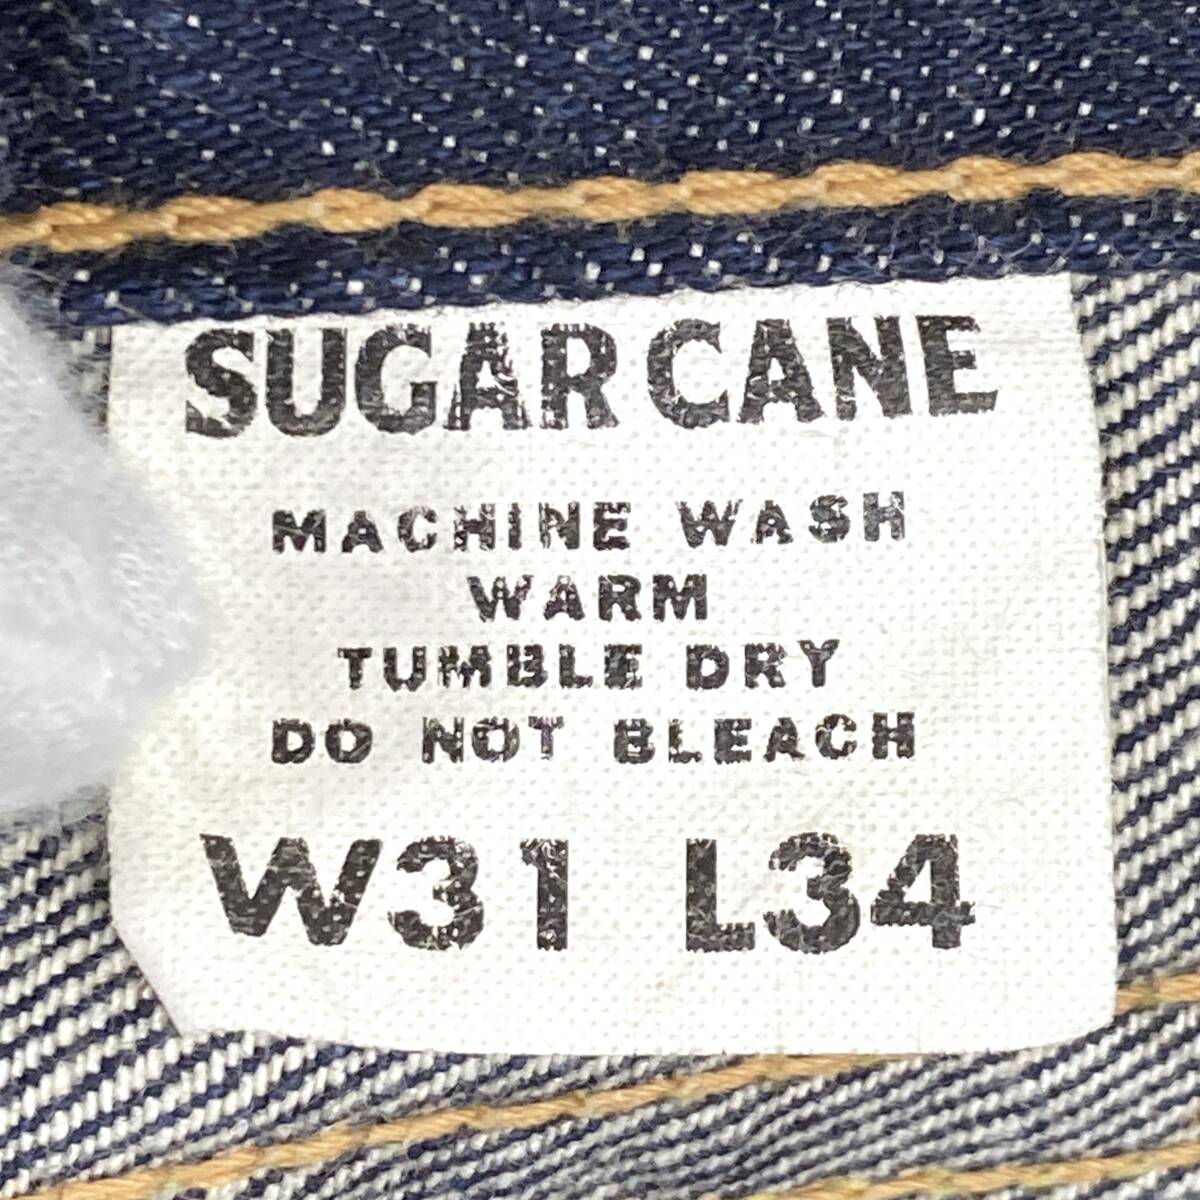 SUGAR CANE
MACHINE WASH
WARM
TUMBLE DRY
DO NOT BLEACH
W31 L34